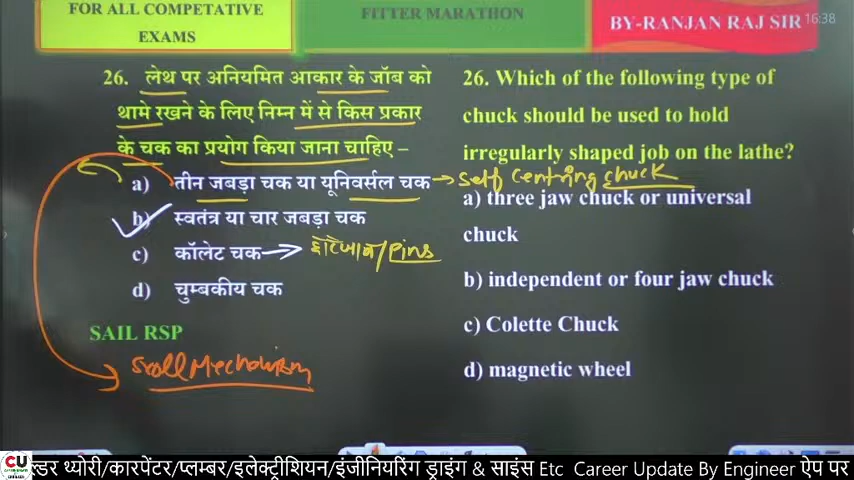 FOR ALL COMPETATIVE
EXAMS
FITTER MARATHON
BY-RANJAN RAJ SIR
16:38
26. लेथ पर अनियमित आकार के जॉब को
थामे रखने के लिए निम्न में से किस प्रकार
के चक का प्रयोग किया जाना चाहिए –
a) तीन जबड़ा चक या यूनिवर्सल चक
Self Centring chuck
b) स्वतंत्र या चार जबड़ा चक
c) कॉलेट चक
/Pins
d) चुम्बकीय चक
SAIL RSP
Mechanism
26. Which of the following type of
chuck should be used to hold
irregularly shaped job on the lathe?
a) three jaw chuck or universal
chuck
b) independent or four jaw chuck
c) Colette Chuck
d) magnetic wheel
CU
ल्डर थ्योरी/कारपेंटर/प्लम्बर/इलेक्ट्रीशियन/इंजीनियरिंग ड्राइंग & साइंस Etc Career Update By Engineer ऐप पर